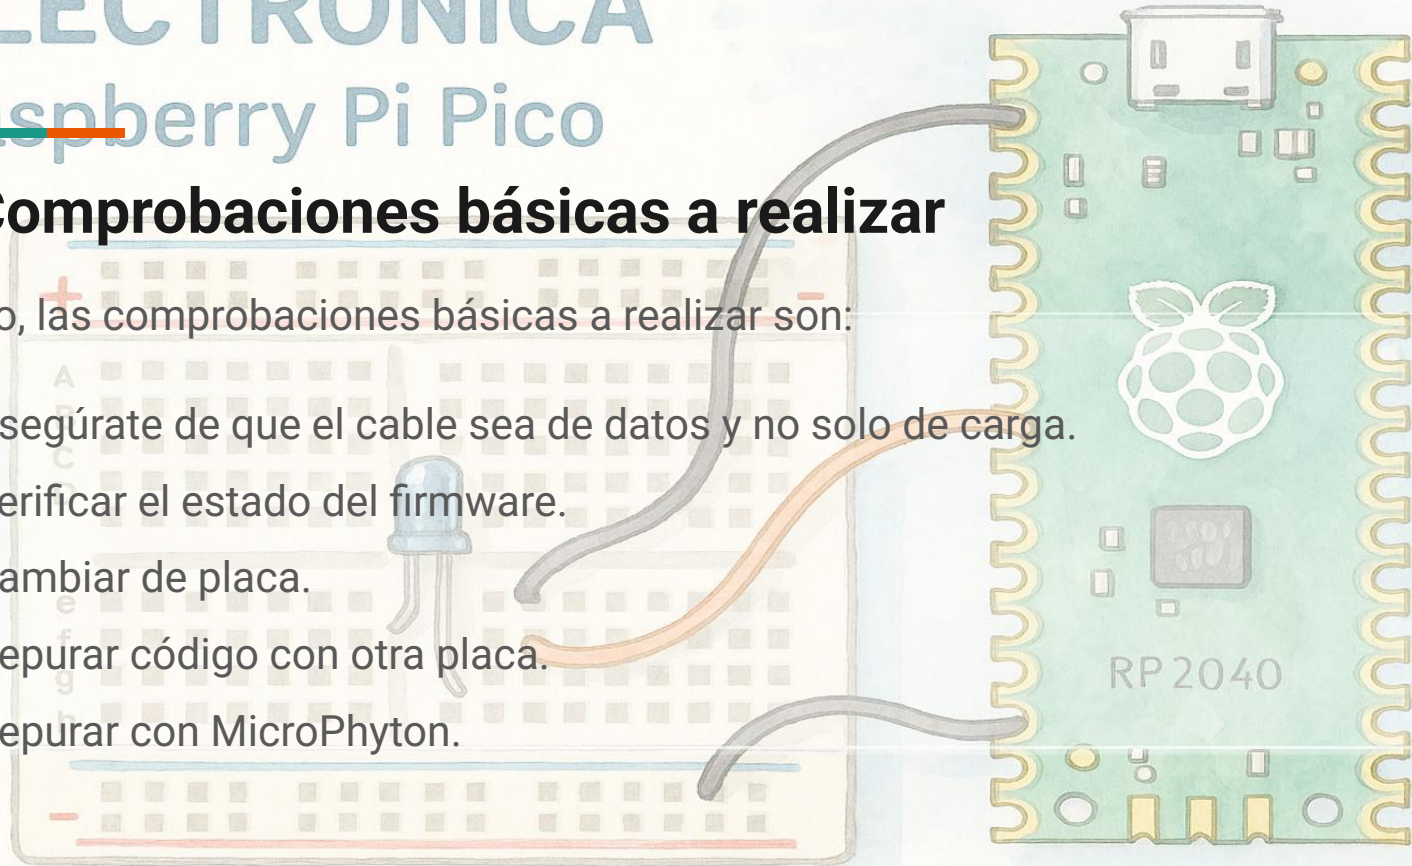 LECTRÓNICA
aspberry Pi Pico
Comprobaciones básicas a realizar
o, las comprobaciones básicas a realizar son:
segúrate de que el cable sea de datos y no solo de carga.
erificar el estado del firmware.
ambiar de placa.
epurar código con otra placa.
epurar con MicroPhyton.
+
-
A
B
C
e
f
g
h
-
RP2040